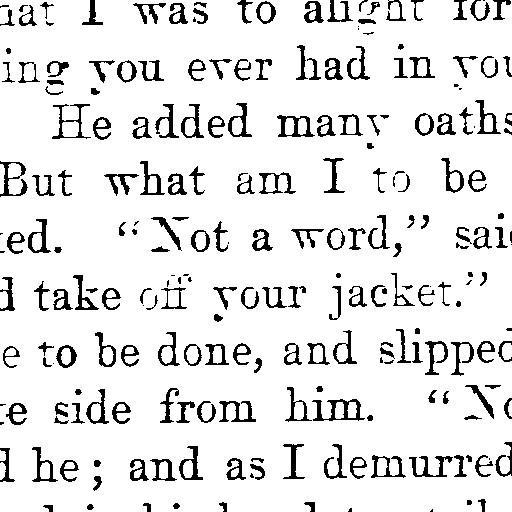 hat I was to alight for
ing you ever had in you
He added many oaths
But what am I to be
ked. “Not a word,” said
d take off your jacket.”
e to be done, and slipped
te side from him. “No
d he; and as I demurred